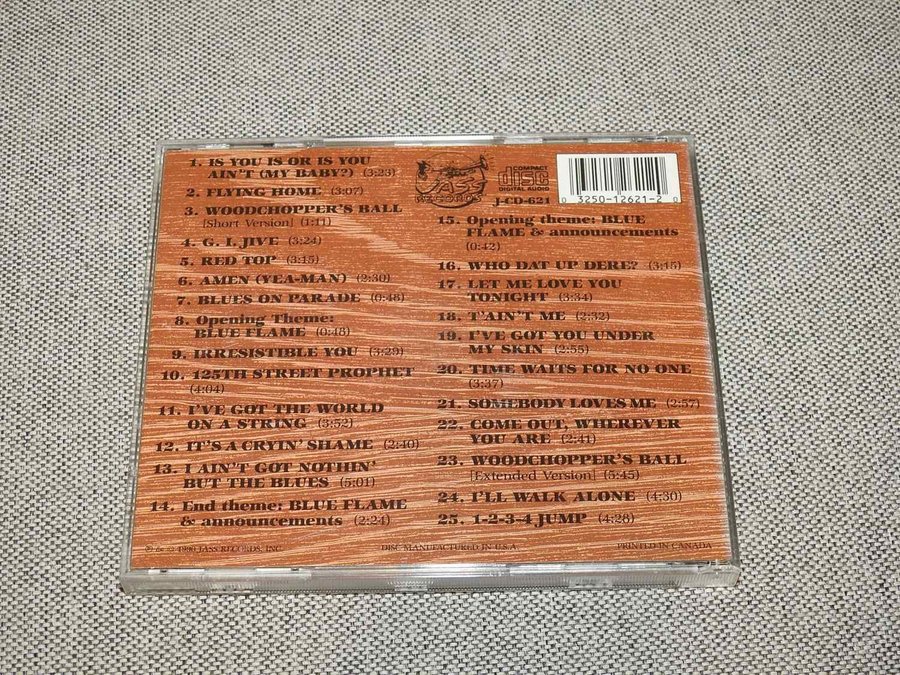 1. IS YOU IS OR IS YOU
AIN'T (MY BABY?) (3:23)
2. FLYING HOME (3:07)
3. WOODCHOPPER'S BALL
[Short Version] (1:11)
4. G. I. JIVE (3:24)
5. RED TOP (3:15)
6. AMEN (YEA-MAN) (2:30)
7. BLUES ON PARADE (0:48)
8. Opening Theme:
BLUE FLAME (0:48)
9. IRRESISTIBLE YOU (3:29)
10. 125TH STREET PROPHET
(4:04)
11. I'VE GOT THE WORLD
ON A STRING (3:52)
12. IT'S A CRYIN' SHAME (2:40)
13. I AIN'T GOT NOTHIN'
BUT THE BLUES (5:01)
14. End theme: BLUE FLAME
& announcements (2:24)
JASS
RECORDS
COMPACT
disc
DIGITAL AUDIO
J-CD-621
0 3250-12621-2 0
15. Opening theme: BLUE
FLAME & announcements
(0:42)
16. WHO DAT UP DERE? (3:15)
17. LET ME LOVE YOU
TONIGHT (3:34)
18. T'AIN'T ME (2:32)
19. I'VE GOT YOU UNDER
MY SKIN (2:55)
20. TIME WAITS FOR NO ONE
(3:37)
21. SOMEBODY LOVES ME (2:57)
22. COME OUT, WHEREVER
YOU ARE (2:41)
23. WOODCHOPPER'S BALL
[Extended Version] (5:45)
24. I'LL WALK ALONE (4:30)
25. 1-2-3-4 JUMP (4:28)
JASS RECORDS, INC.
DISC MANUFACTURED IN U.S.A.
PRINTED IN CANADA